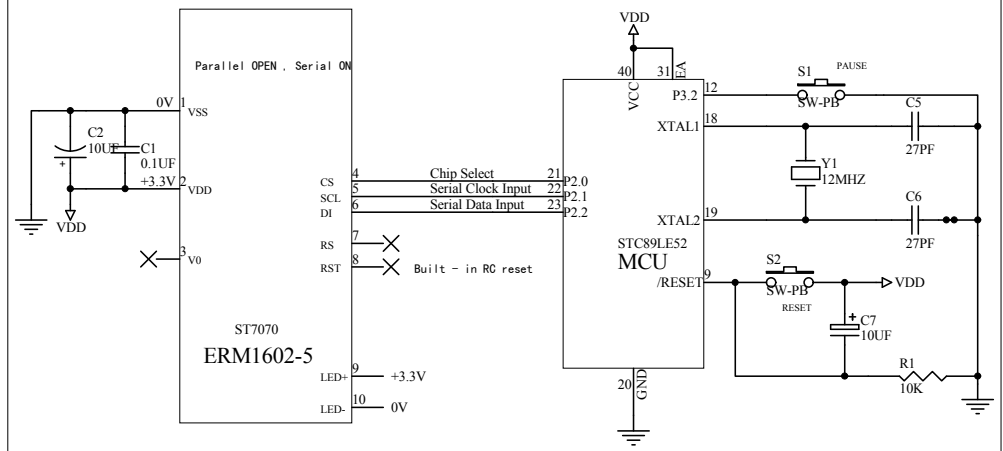 Parallel OPEN , Serial ON
0V
1
VSS
C2
10UF
+
C1
0.1UF
+3.3V
2
VDD
VDD
3
V0
CS
4
SCL
5
DI
6
RS
7
RST
8
Built - in RC reset
ST7070
ERM1602-5
LED+
9
+3.3V
LED-
10
0V
Chip Select
Serial Clock Input
Serial Data Input
21
P2.0
22
P2.1
23
P2.2
VDD
40
VCC
31
EA
P3.2
12
XTAL1
18
XTAL2
19
STC89LE52
MCU
/RESET
9
20
GND
S1
PAUSE
SW-PB
C5
27PF
Y1
12MHZ
C6
27PF
S2
SW-PB
RESET
VDD
+
C7
10UF
R1
10K